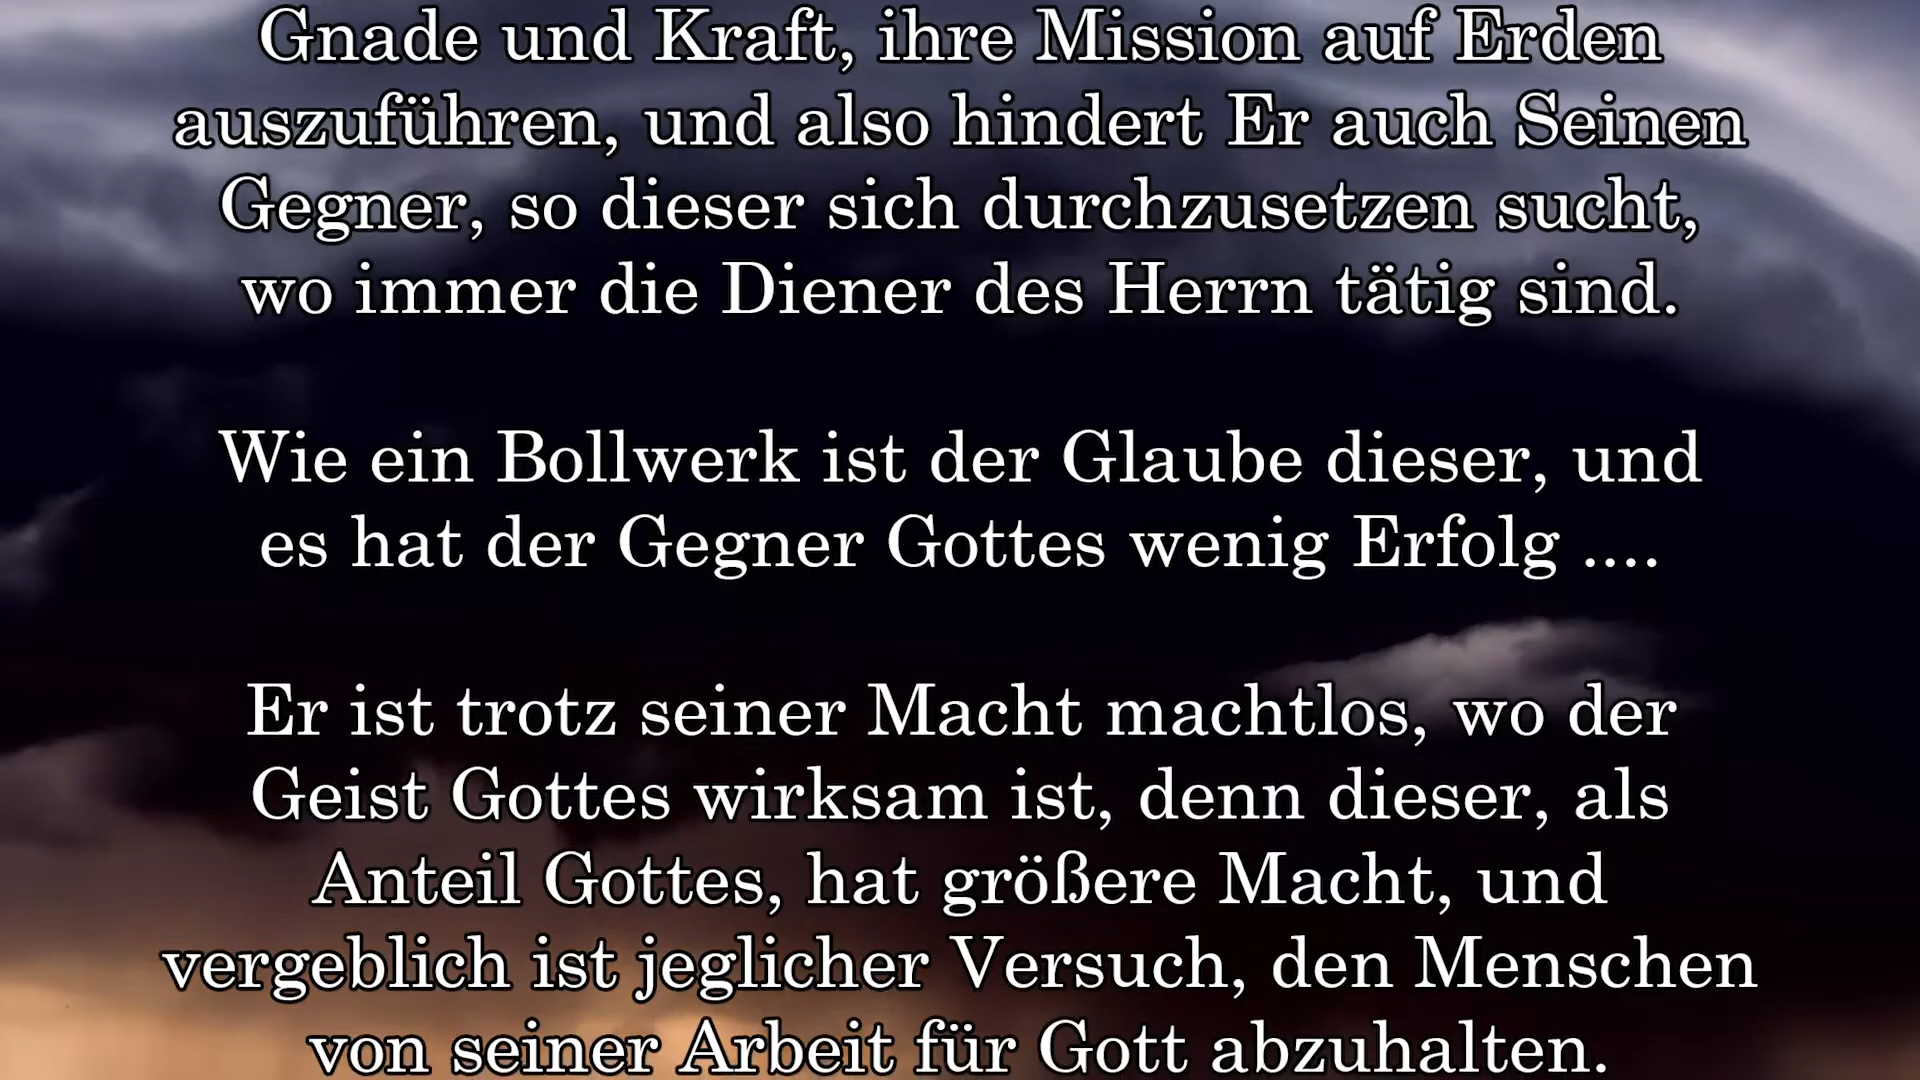 Gnade und Kraft, ihre Mission auf Erden
auszuführen, und also hindert Er auch Seinen
Gegner, so dieser sich durchzusetzen sucht,
wo immer die Diener des Herrn tätig sind.
Wie ein Bollwerk ist der Glaube dieser, und
es hat der Gegner Gottes wenig Erfolg ....
Er ist trotz seiner Macht machtlos, wo der
Geist Gottes wirksam ist, denn dieser, als
Anteil Gottes, hat größere Macht, und
vergeblich ist jeglicher Versuch, den Menschen
von seiner Arbeit für Gott abzuhalten.